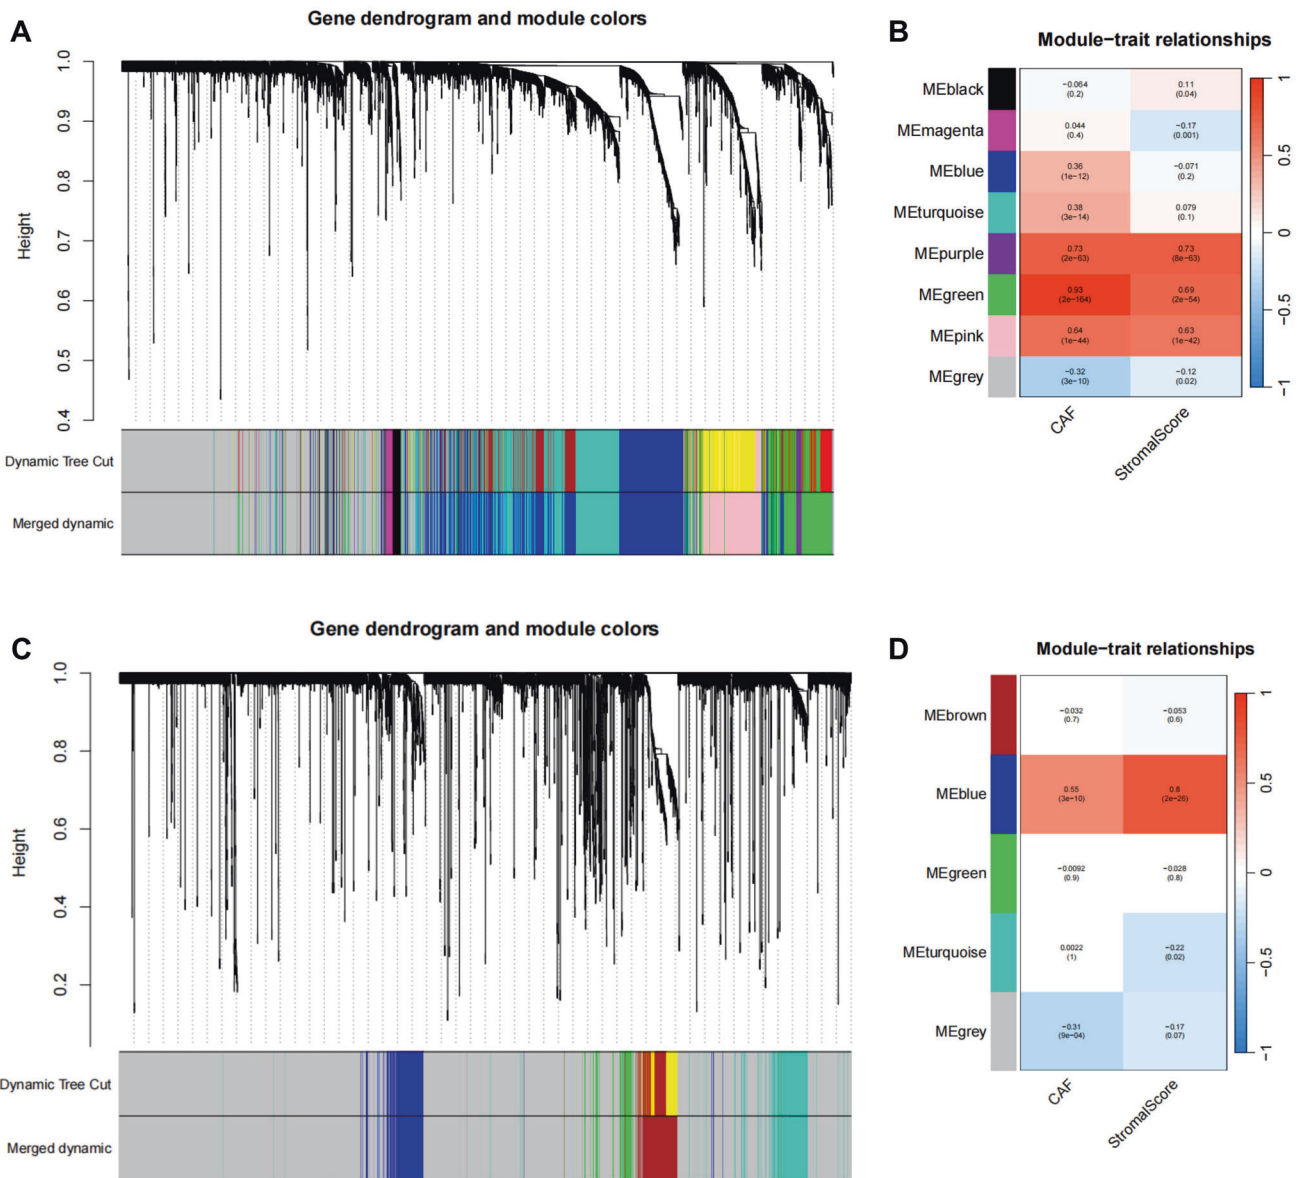 A
Gene dendrogram and module colors
Height
1.0
0.9
0.8
0.7
0.6
0.5
0.4
Dynamic Tree Cut
Merged dynamic
B
Module−trait relationships
MEblack
−0.064
(0.2)
0.11
(0.04)
MEmagenta
0.044
(0.4)
−0.17
(0.001)
MEblue
0.36
(1e−12)
−0.071
(0.2)
MEturquoise
0.38
(3e−14)
0.079
(0.1)
MEpurple
0.73
(2e−63)
0.73
(8e−63)
MEgreen
0.93
(2e−164)
0.69
(2e−54)
MEpink
0.64
(1e−44)
0.63
(1e−42)
MEgrey
−0.32
(3e−10)
−0.12
(0.02)
CAF
StromalScore
1
0.5
0
−0.5
−1
C
Gene dendrogram and module colors
Height
1.0
0.8
0.6
0.4
0.2
Dynamic Tree Cut
Merged dynamic
D
Module−trait relationships
MEbrown
−0.032
(0.7)
−0.053
(0.6)
MEblue
0.55
(3e−10)
0.8
(2e−26)
MEgreen
−0.0092
(0.9)
−0.028
(0.8)
MEturquoise
0.0022
(1)
−0.22
(0.02)
MEgrey
−0.31
(9e−04)
−0.17
(0.07)
CAF
StromalScore
1
0.5
0
−0.5
−1